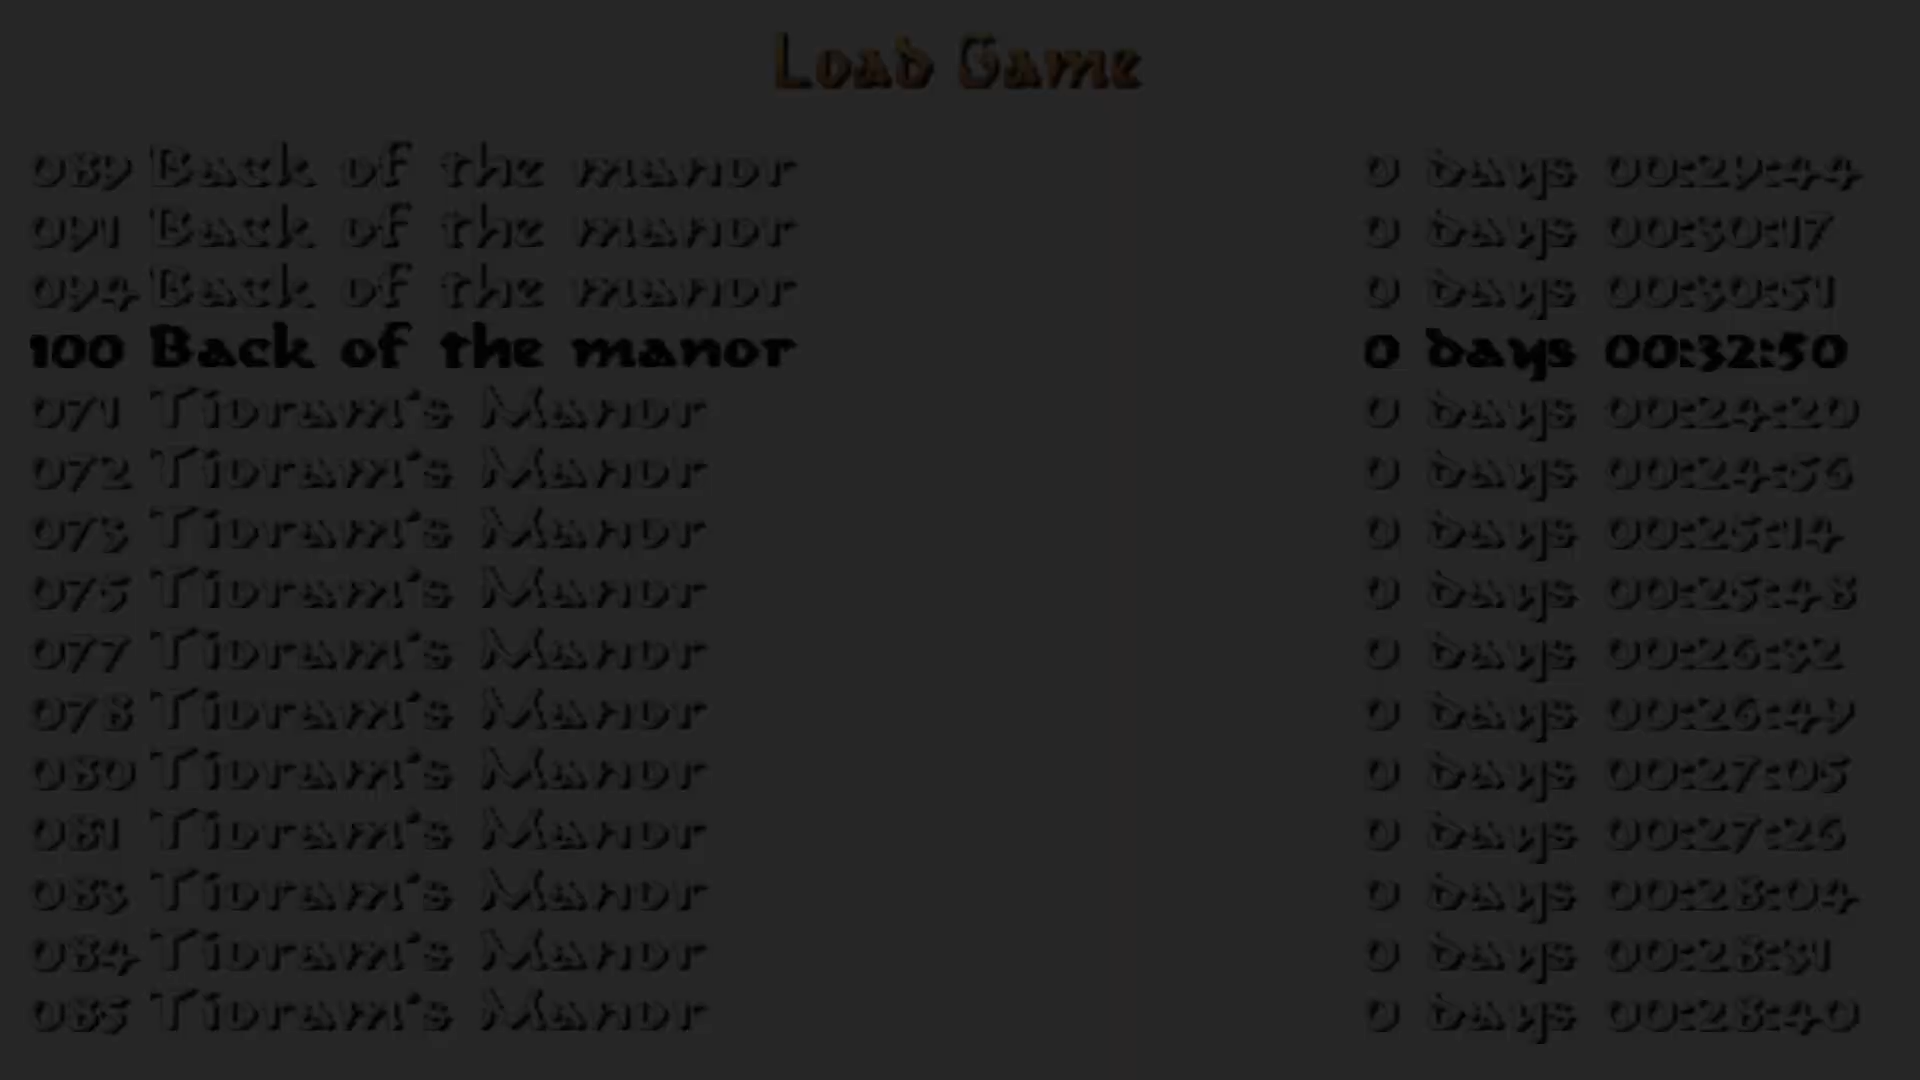 Load Game
089 Back of the manor 0 days 00:29:44
091 Back of the manor 0 days 00:30:17
094 Back of the manor 0 days 00:30:51
100 Back of the manor 0 days 00:32:50
071 Tioram's Manor 0 days 00:24:20
072 Tioram's Manor 0 days 00:24:56
073 Tioram's Manor 0 days 00:25:14
075 Tioram's Manor 0 days 00:25:48
077 Tioram's Manor 0 days 00:26:32
078 Tioram's Manor 0 days 00:26:49
080 Tioram's Manor 0 days 00:27:05
081 Tioram's Manor 0 days 00:27:26
083 Tioram's Manor 0 days 00:28:04
084 Tioram's Manor 0 days 00:28:31
085 Tioram's Manor 0 days 00:28:40